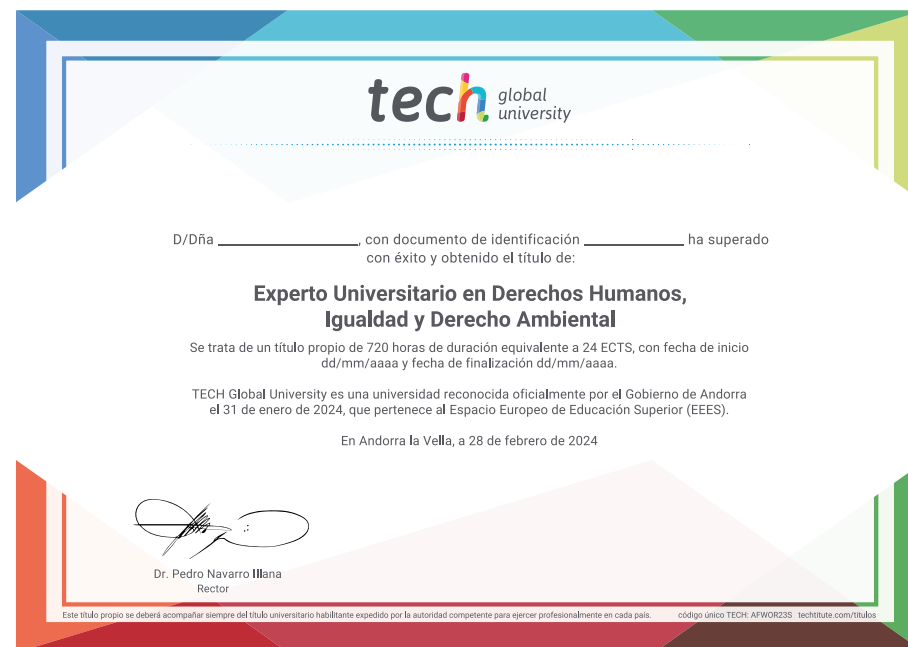 tech global university
D/Dña ____________________, con documento de identificación ______________ ha superado
con éxito y obtenido el título de:
Experto Universitario en Derechos Humanos,
Igualdad y Derecho Ambiental
Se trata de un título propio de 720 horas de duración equivalente a 24 ECTS, con fecha de inicio
dd/mm/aaaa y fecha de finalización dd/mm/aaaa.
TECH Global University es una universidad reconocida oficialmente por el Gobierno de Andorra
el 31 de enero de 2024, que pertenece al Espacio Europeo de Educación Superior (EEES).
En Andorra la Vella, a 28 de febrero de 2024
Dr. Pedro Navarro Illana
Rector
Este título propio se deberá acompañar siempre del título universitario habilitante expedido por la autoridad competente para ejercer profesionalmente en cada país. código único TECH: AFWOR23S techtitute.com/titulos